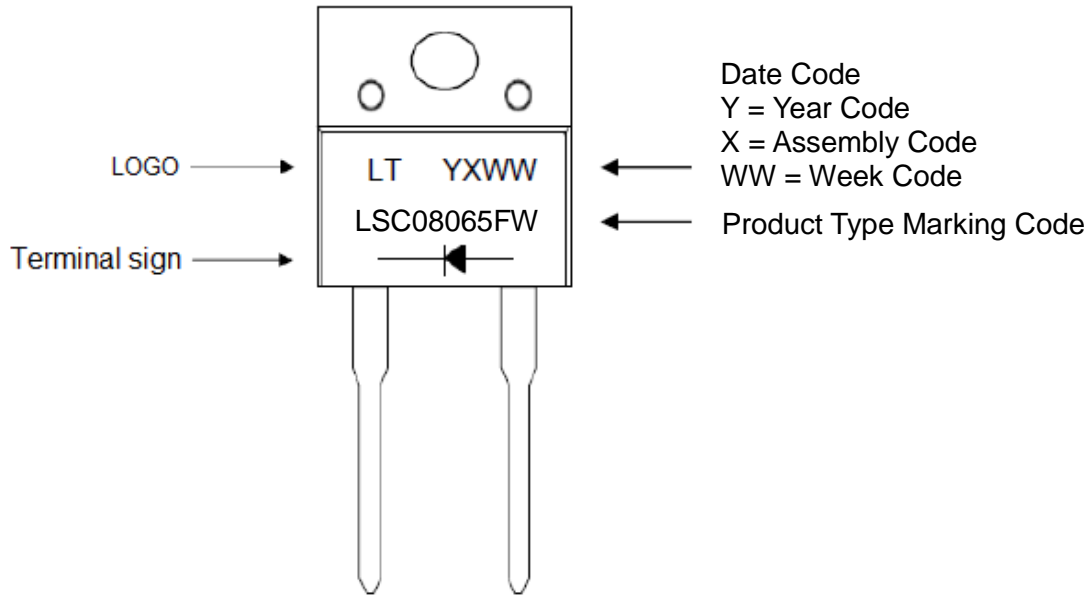 Date Code
Y = Year Code
X = Assembly Code
WW = Week Code
LOGO
LT YXWW
LSC08065FW
Product Type Marking Code
Terminal sign